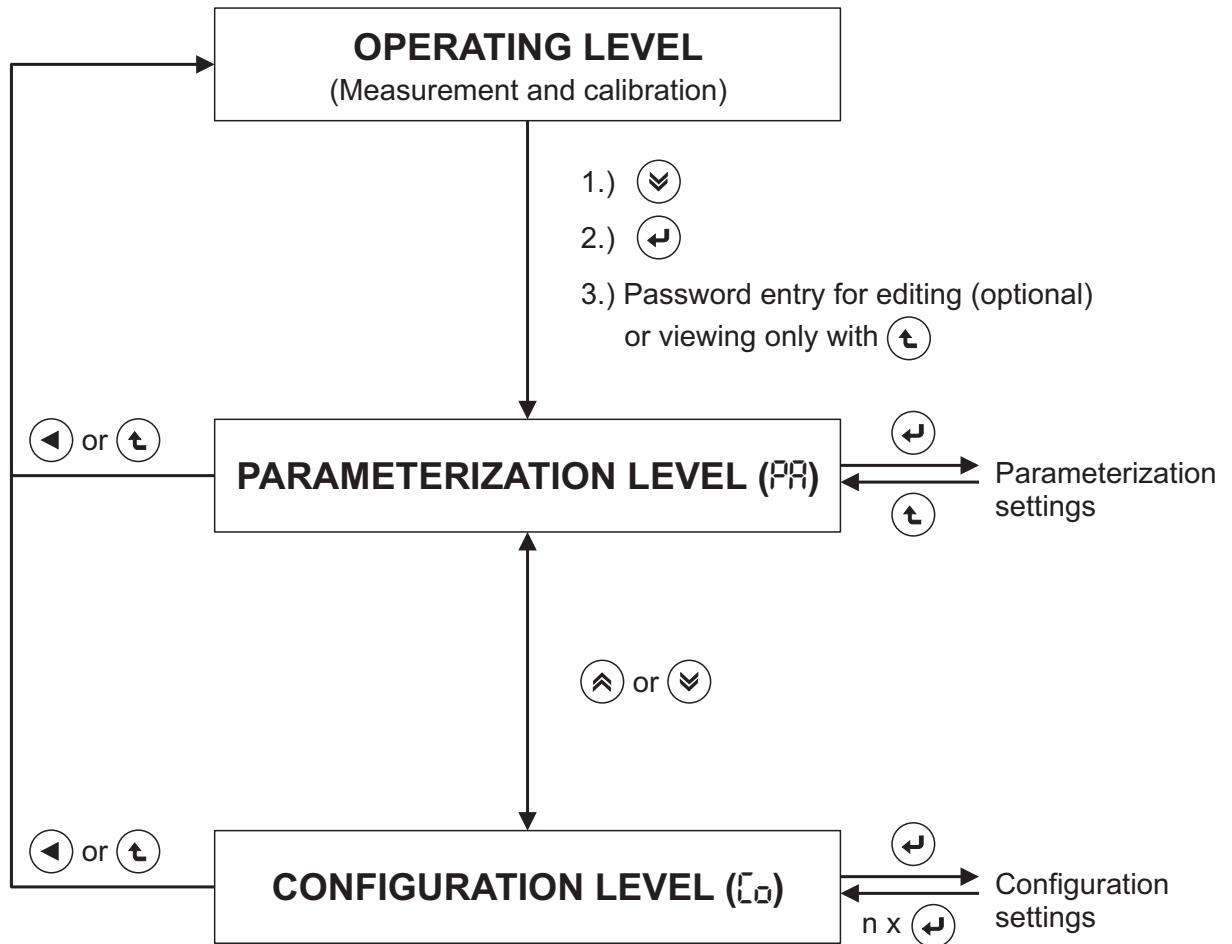 OPERATING LEVEL
(Measurement and calibration)
1.)
2.)
3.) Password entry for editing (optional)
or viewing only with
or
PARAMETERIZATION LEVEL (PA)
Parameterization
settings
or
or
CONFIGURATION LEVEL (Co)
n x
Configuration
settings